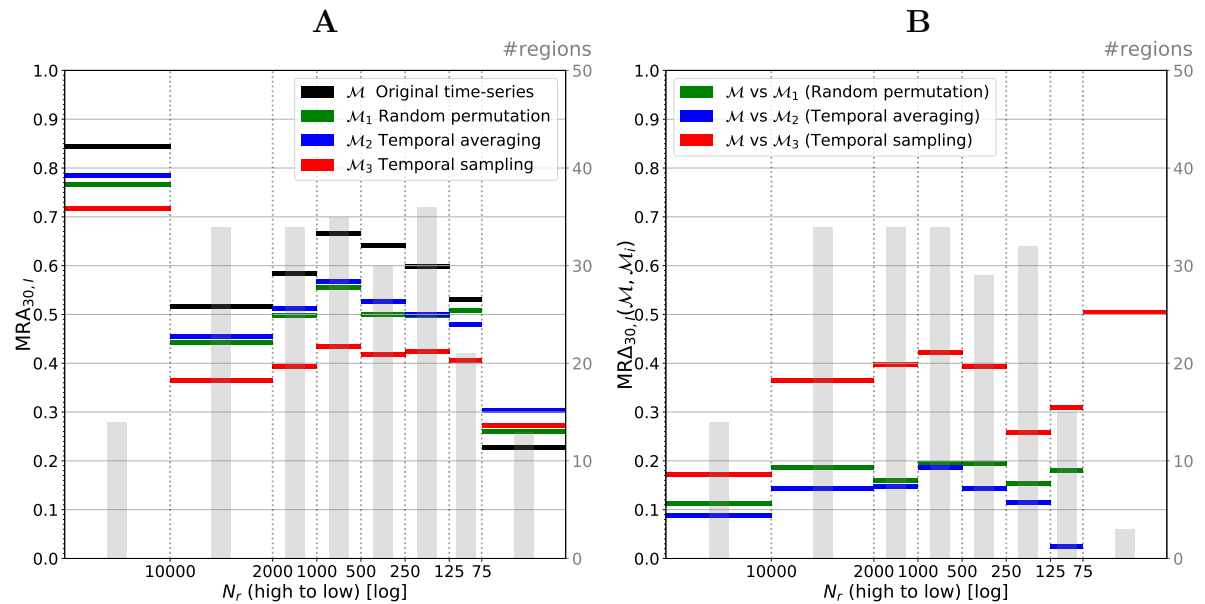 A
#regions
1.0
0.9
0.8
0.7
0.6
0.5
0.4
0.3
0.2
0.1
0.0
50
40
30
20
10
0
MRA₃₀,ₗ
ℳ Original time-series
ℳ₁ Random permutation
ℳ₂ Temporal averaging
ℳ₃ Temporal sampling
10000 2000 1000 500 250 125 75
Nᵣ (high to low) [log]
B
#regions
1.0
0.9
0.8
0.7
0.6
0.5
0.4
0.3
0.2
0.1
0.0
50
40
30
20
10
0
MRΔ₃₀,ₗ(ℳ, ℳᵢ)
ℳ vs ℳ₁ (Random permutation)
ℳ vs ℳ₂ (Temporal averaging)
ℳ vs ℳ₃ (Temporal sampling)
10000 2000 1000 500 250 125 75
Nᵣ (high to low) [log]